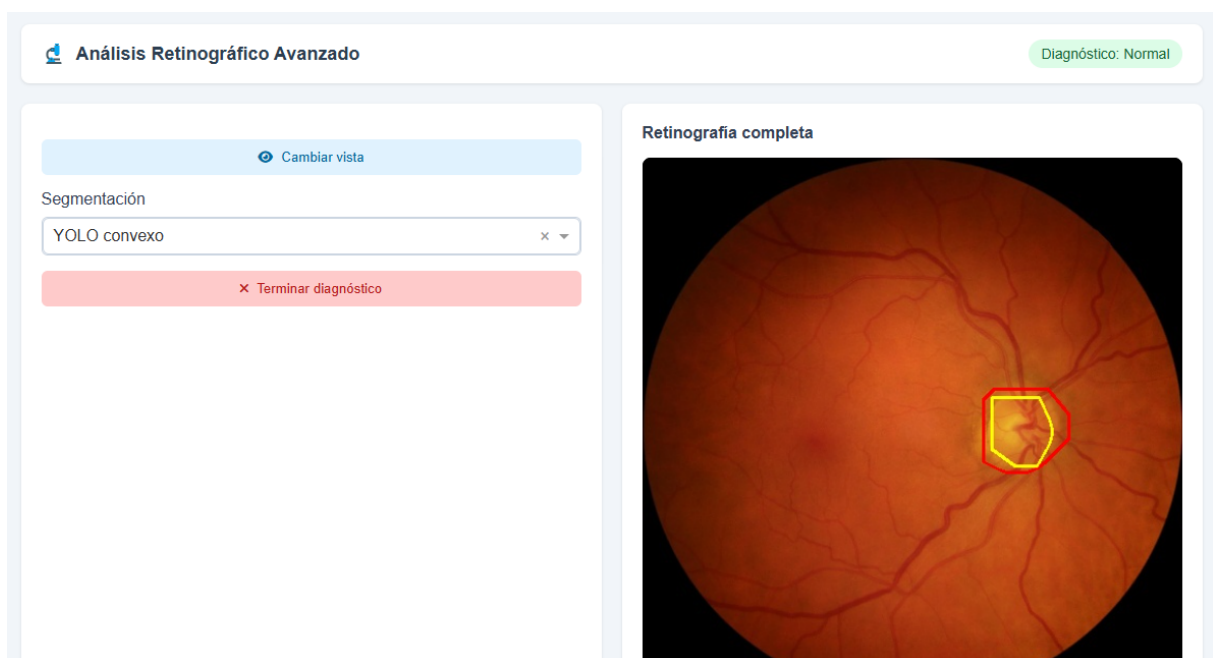 Análisis Retinográfico Avanzado
Diagnóstico: Normal
Cambiar vista
Segmentación
YOLO convexo
Terminar diagnóstico
Retinografía completa